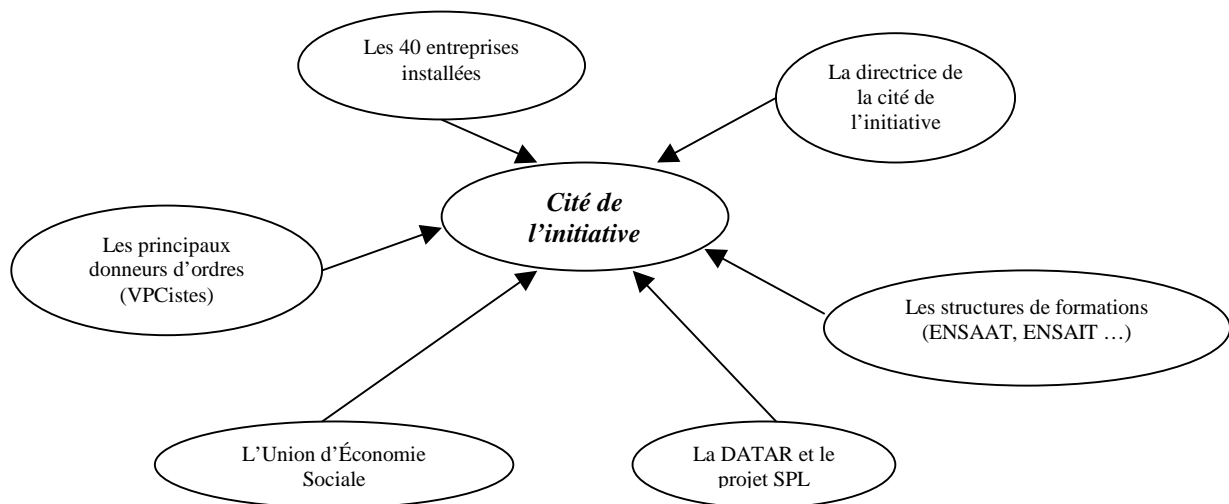 Les 40 entreprises
installées
La directrice de
la cité de
l’initiative
Cité de
l’initiative
Les principaux
donneurs d’ordres
(VPCistes)
Les structures de formations
(ENSAAT, ENSAIT …)
L’Union d’Économie
Sociale
La DATAR et le
projet SPL